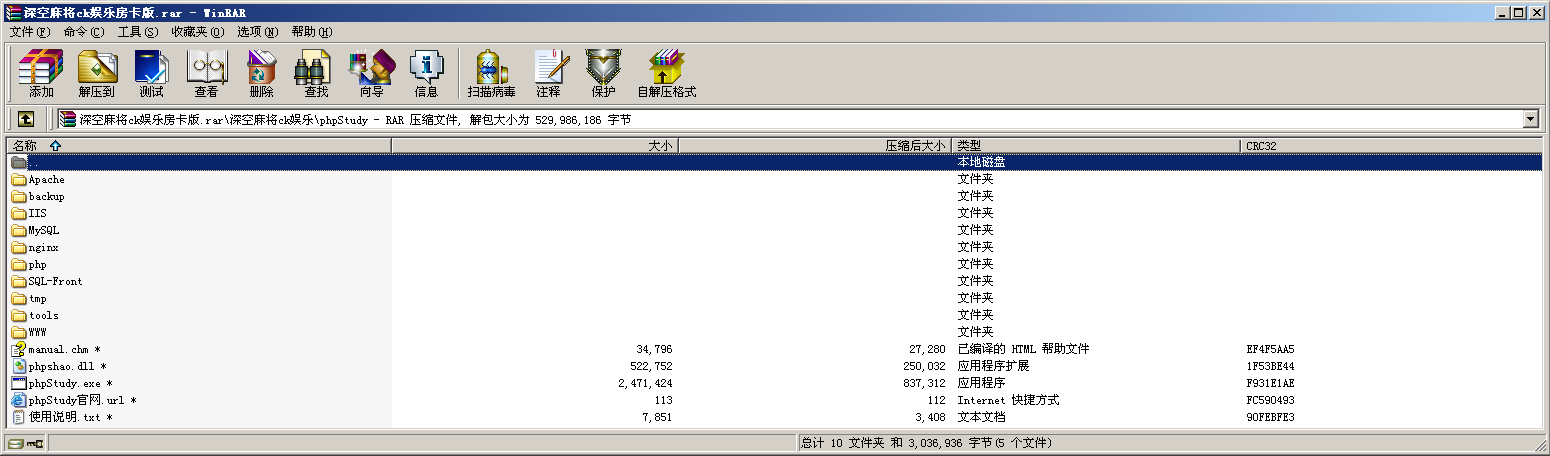 深空麻将ck娱乐房卡版.rar - WinRAR
文件(F) 命令(C) 工具(S) 收藏夹(O) 选项(N) 帮助(H)
添加 解压到 测试 查看 删除 查找 向导 信息 扫描病毒 注释 保护 自解压格式
深空麻将ck娱乐房卡版.rar\深空麻将ck娱乐\phpStudy - RAR 压缩文件, 解包大小为 529,986,186 字节
名称 大小 压缩后大小 类型 CRC32
.. 本地磁盘
Apache 文件夹
backup 文件夹
IIS 文件夹
MySQL 文件夹
nginx 文件夹
php 文件夹
SQL-Front 文件夹
tmp 文件夹
tools 文件夹
WWW 文件夹
manual.chm * 34,796 27,280 已编译的 HTML 帮助文件 EF4F5AA5
phpshao.dll * 522,752 250,032 应用程序扩展 1F53BE44
phpStudy.exe * 2,471,424 837,312 应用程序 F931E1AE
phpStudy官网.url * 113 112 Internet 快捷方式 FC590493
使用说明.txt * 7,851 3,408 文本文档 90FEBFE3
总计 10 文件夹 和 3,036,936 字节(5 个文件)